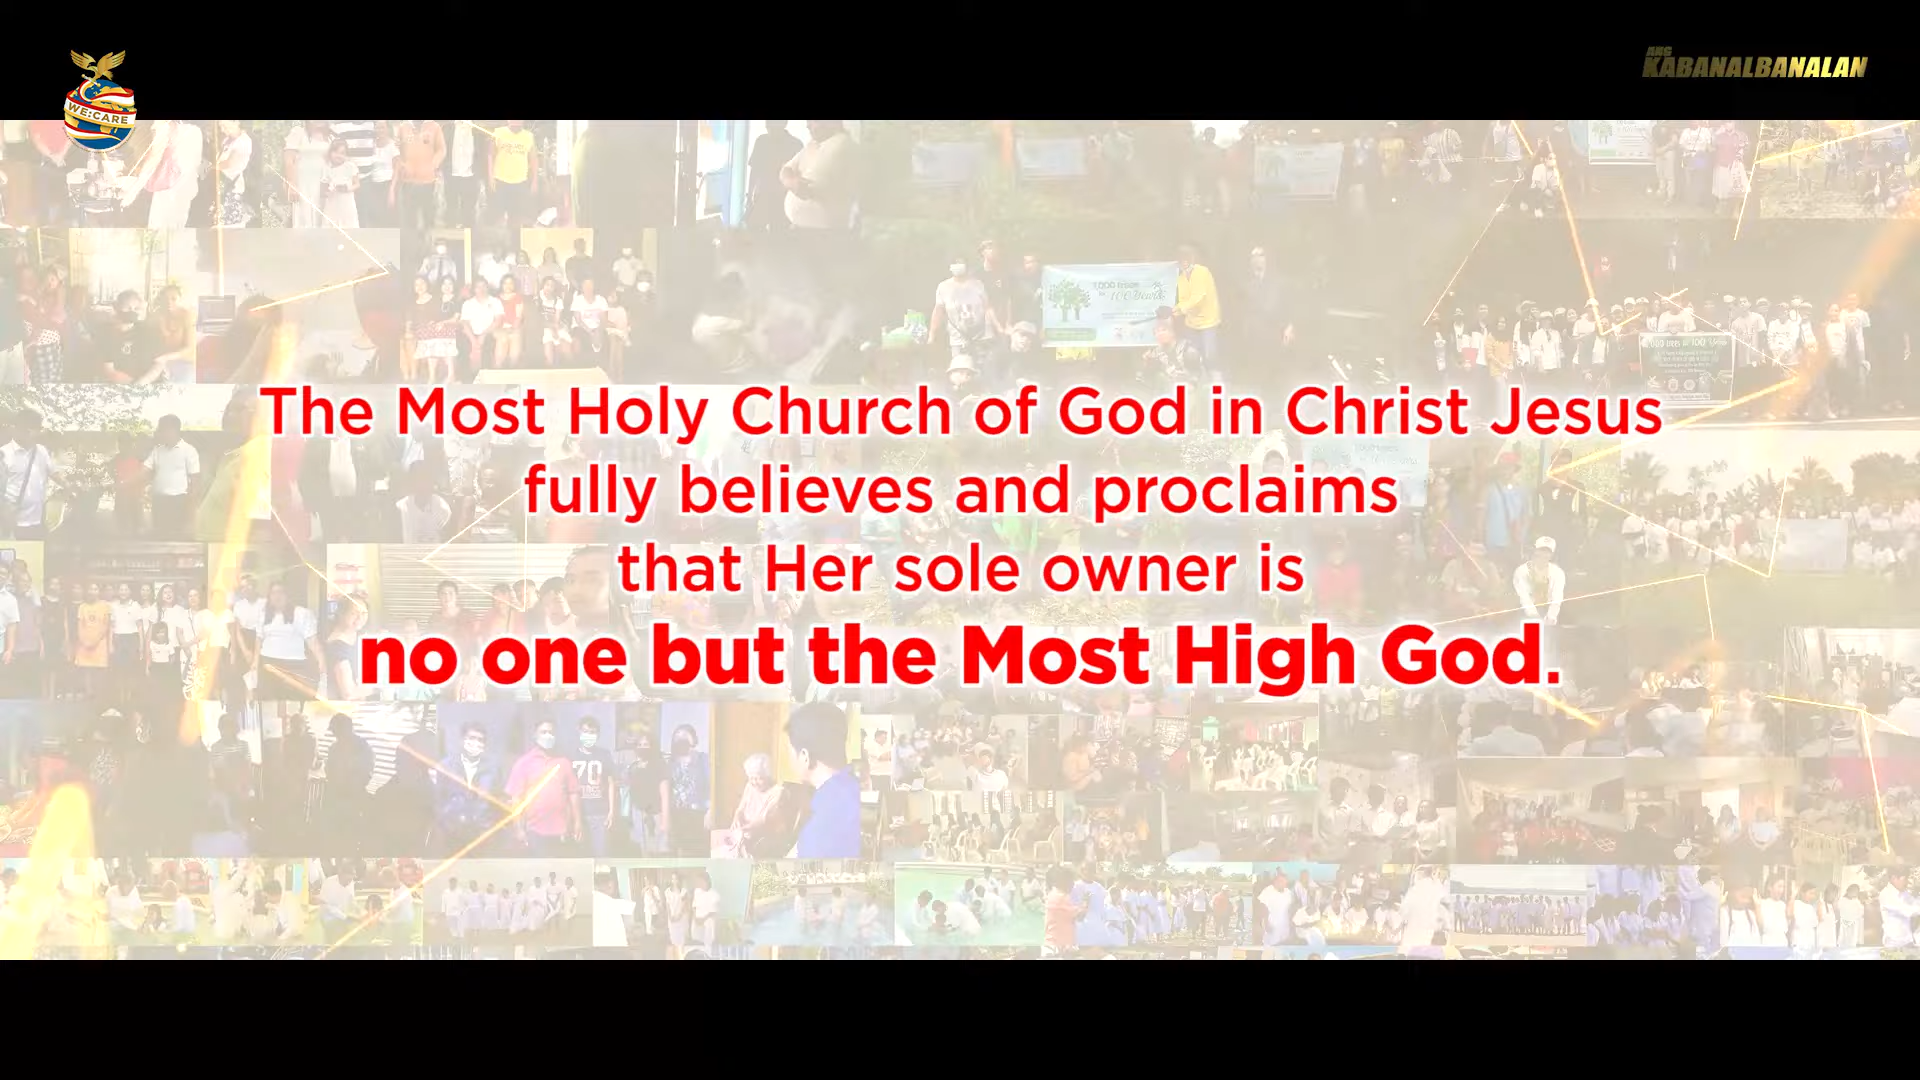 WE:CARE
ANG
KABANALBANALAN
The Most Holy Church of God in Christ Jesus
fully believes and proclaims
that Her sole owner is
no one but the Most High God.
70